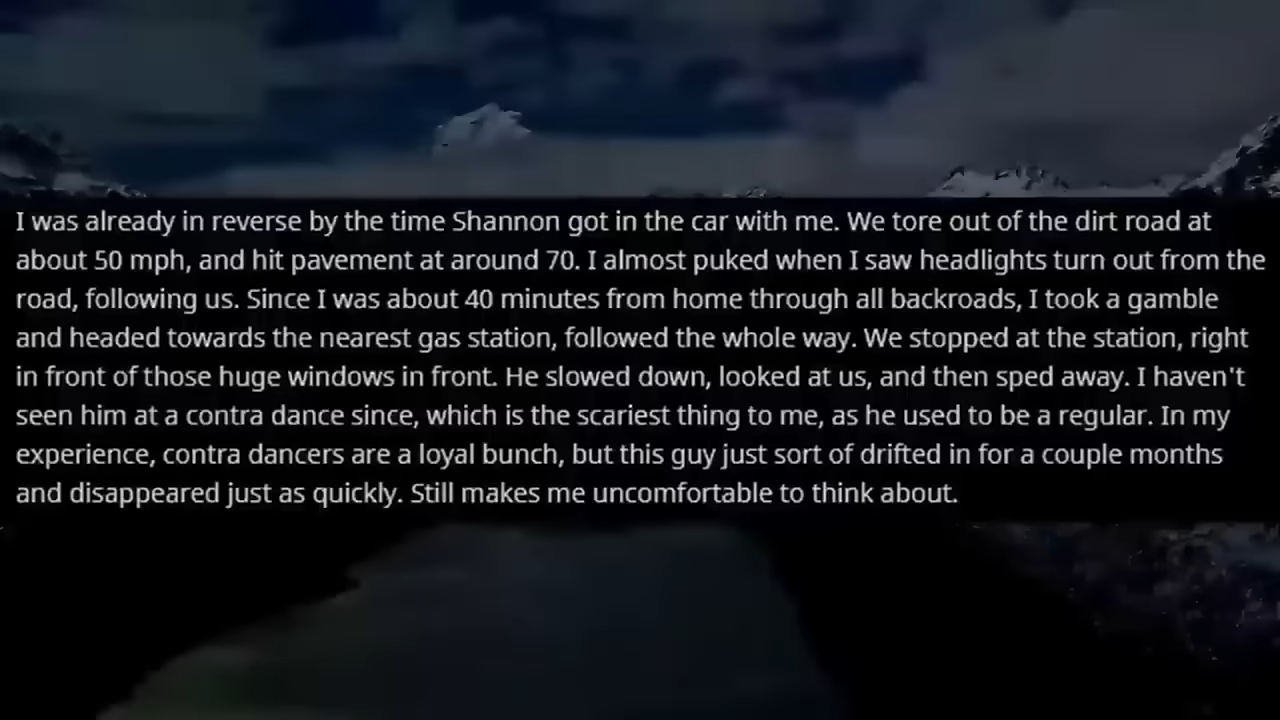 I was already in reverse by the time Shannon got in the car with me. We tore out of the dirt road at
about 50 mph, and hit pavement at around 70. I almost puked when I saw headlights turn out from the
road, following us. Since I was about 40 minutes from home through all backroads, I took a gamble
and headed towards the nearest gas station, followed the whole way. We stopped at the station, right
in front of those huge windows in front. He slowed down, looked at us, and then sped away. I haven't
seen him at a contra dance since, which is the scariest thing to me, as he used to be a regular. In my
experience, contra dancers are a loyal bunch, but this guy just sort of drifted in for a couple months
and disappeared just as quickly. Still makes me uncomfortable to think about.